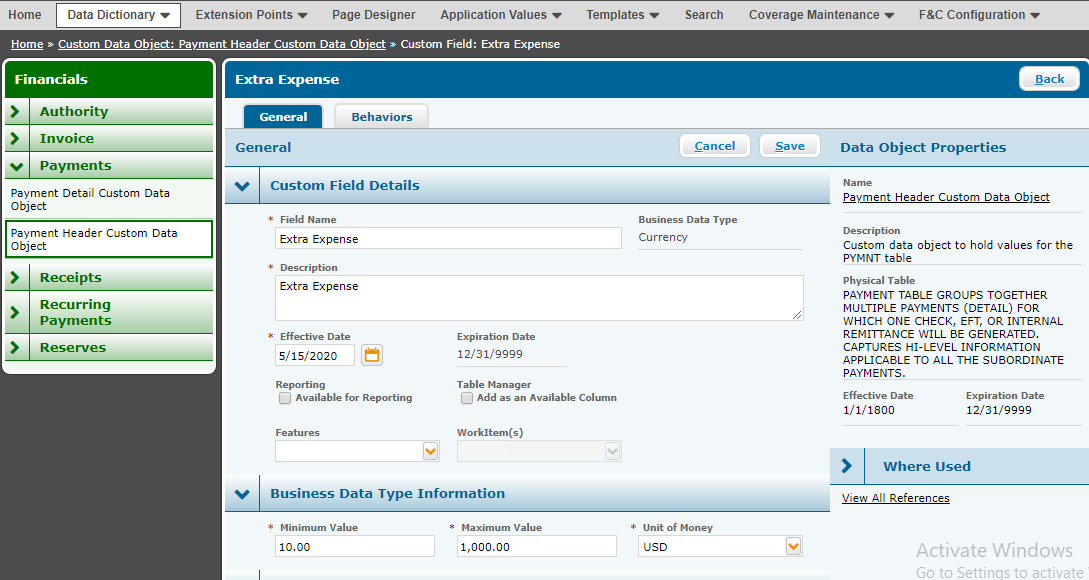 Home Data Dictionary Extension Points Page Designer Application Values Templates Search Coverage Maintenance F&C Configuration
Home » Custom Data Object: Payment Header Custom Data Object » Custom Field: Extra Expense
Financials
Authority
Invoice
Payments
Payment Detail Custom Data
Object
Payment Header Custom Data
Object
Receipts
Recurring
Payments
Reserves
Extra Expense
Back
General Behaviors
General
Cancel Save
Custom Field Details
* Field Name
Extra Expense
Business Data Type
Currency
* Description
Extra Expense
* Effective Date
5/15/2020
Expiration Date
12/31/9999
Reporting
Available for Reporting
Table Manager
Add as an Available Column
Features
WorkItem(s)
Business Data Type Information
* Minimum Value
10.00
* Maximum Value
1,000.00
* Unit of Money
USD
Data Object Properties
Name
Payment Header Custom Data Object
Description
Custom data object to hold values for the
PYMNT table
Physical Table
PAYMENT TABLE GROUPS TOGETHER
MULTIPLE PAYMENTS (DETAIL) FOR
WHICH ONE CHECK, EFT, OR INTERNAL
REMITTANCE WILL BE GENERATED.
CAPTURES HI-LEVEL INFORMATION
APPLICABLE TO ALL THE SUBORDINATE
PAYMENTS.
Effective Date
1/1/1800
Expiration Date
12/31/9999
Where Used
View All References
Activate Windows
Go to Settings to activate